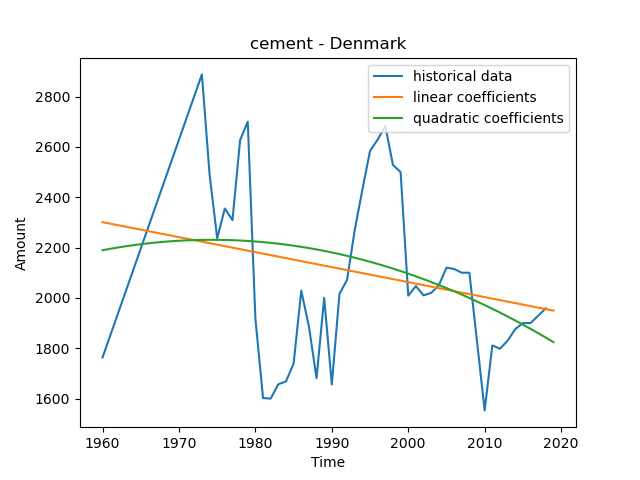 cement - Denmark
historical data
linear coefficients
quadratic coefficients
Amount
2800
2600
2400
2200
2000
1800
1600
1960 1970 1980 1990 2000 2010 2020
Time